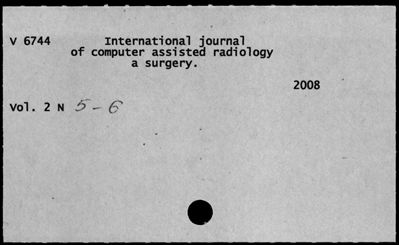 V 6744 International journal
of computer assisted radiology
a surgery.
2008
Vol. 2 N 5-6